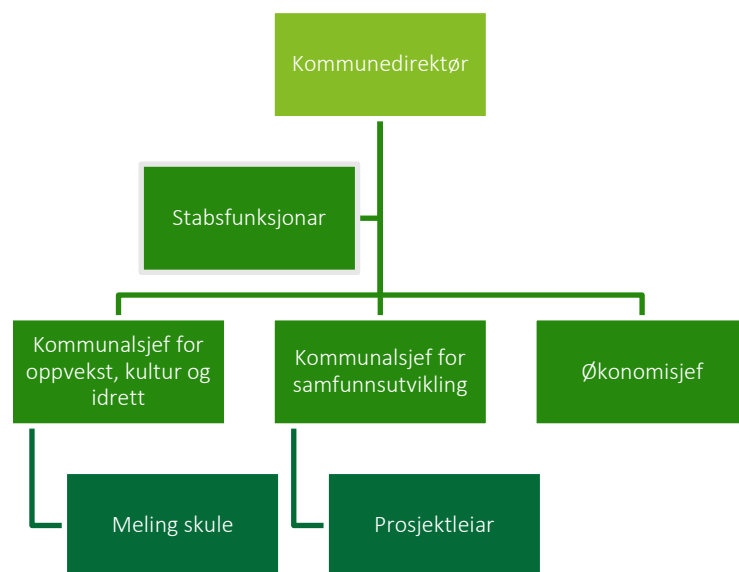 Kommunedirektør
Stabsfunksjonar
Kommunalsjef for
oppvekst, kultur og
idrett
Kommunalsjef for
samfunnsutvikling
Økonomisjef
Meling skule
Prosjektleiar